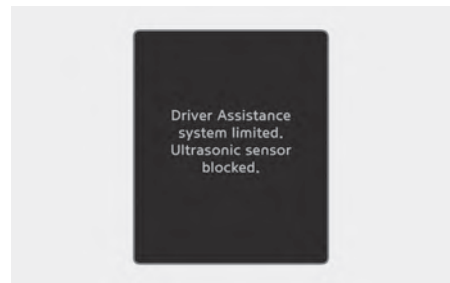 Driver Assistance
system limited.
Ultrasonic sensor
blocked.